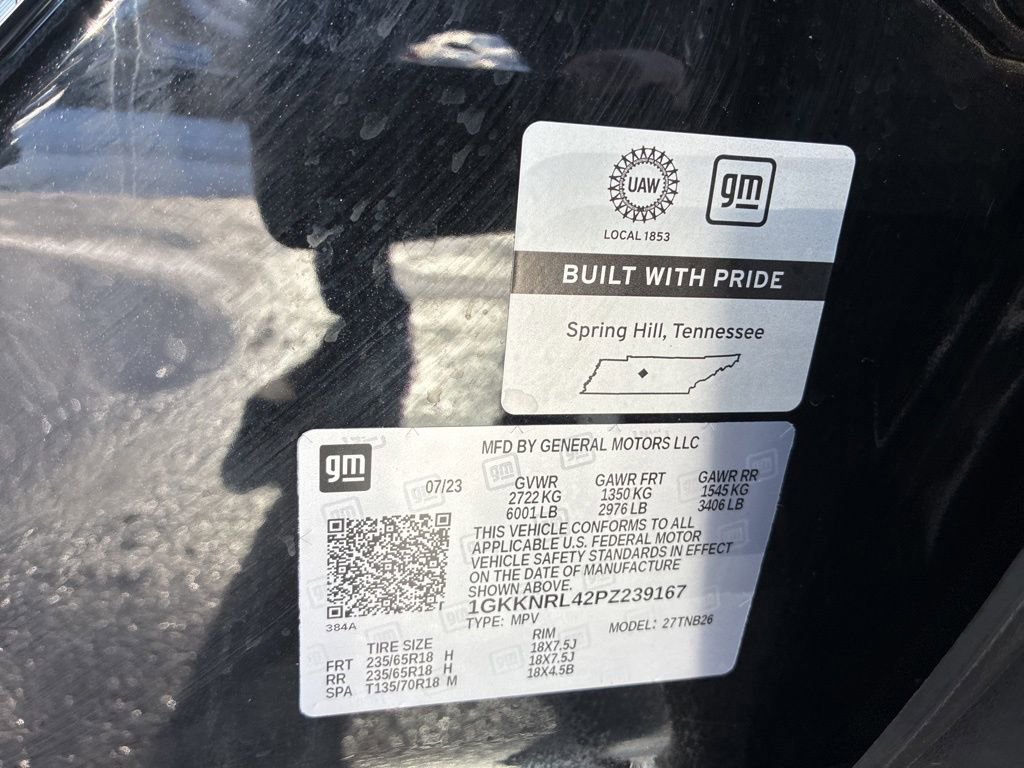 UAW
gm
LOCAL 1853
BUILT WITH PRIDE
Spring Hill, Tennessee
gm
MFD BY GENERAL MOTORS LLC
07/23
GVWR GAWR FRT GAWR RR
2722 KG 1350 KG 1545 KG
6001 LB 2976 LB 3406 LB
THIS VEHICLE CONFORMS TO ALL
APPLICABLE U.S. FEDERAL MOTOR
VEHICLE SAFETY STANDARDS IN EFFECT
ON THE DATE OF MANUFACTURE
SHOWN ABOVE.
1GKKNRL42PZ239167
TYPE: MPV MODEL: 27TNB26
T
384A
TIRE SIZE RIM
FRT 235/65R18 H 18X7.5J
RR 235/65R18 H 18X7.5J
SPA T135/70R18 M 18X4.5B